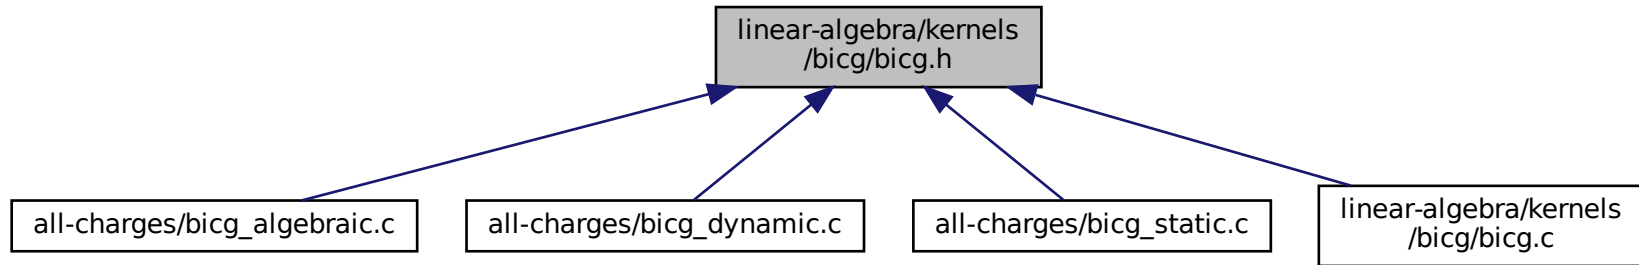 linear-algebra/kernels
/bicg/bicg.h
all-charges/bicg_algebraic.c
all-charges/bicg_dynamic.c
all-charges/bicg_static.c
linear-algebra/kernels
/bicg/bicg.c